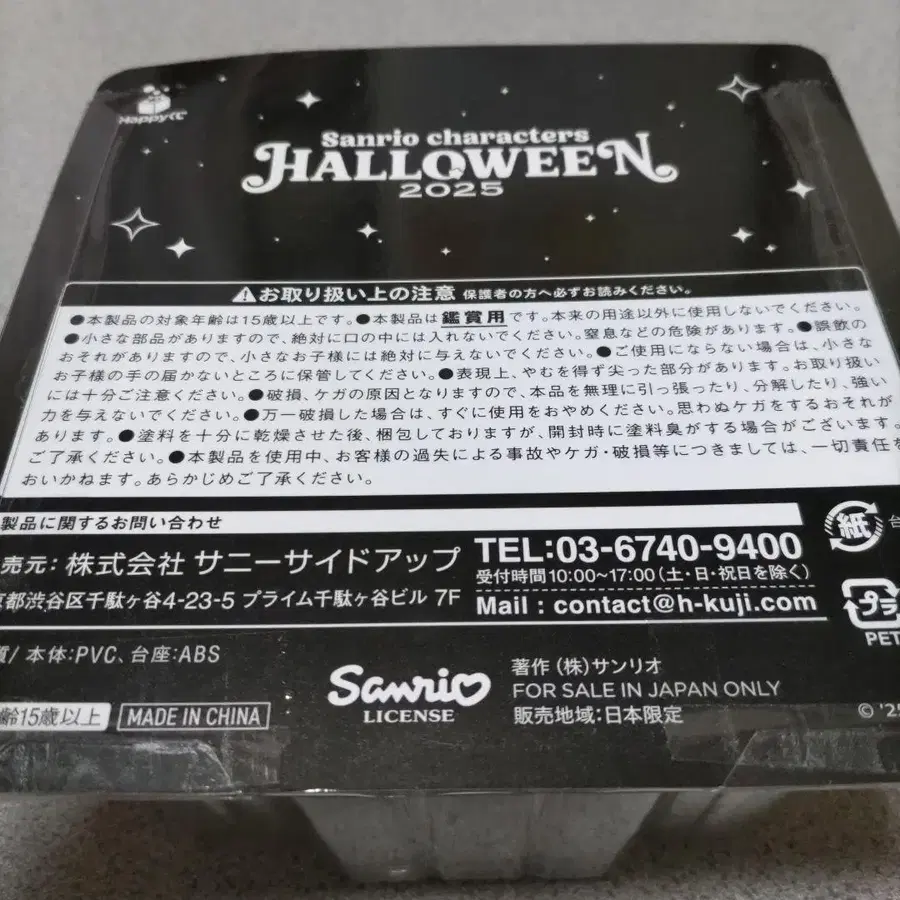 Happyくじ
Sanrio characters
HALLOWEEN
2025
お取り扱い上の注意 保護者の方へ必ずお読みください。
●本製品の対象年齢は15歳以上です。●本製品は鑑賞用です。本来の用途以外に使用しないでください。
●小さな部品がありますので、絶対に口の中には入れないでください。窒息などの危険があります。●誤飲の
おそれがありますので、小さなお子様には絶対に与えないでください。●ご使用にならない場合は、小さな
お子様の手の届かないところに保管してください。●表現上、やむを得ず尖った部分があります。お取り扱い
には十分ご注意ください。●破損、ケガの原因となりますので、本品を無理に引っ張ったり、分解したり、強い
力を与えないでください。●万一破損した場合は、すぐに使用をおやめください。思わぬケガをするおそれが
あります。●塗料を十分に乾燥させた後、梱包しておりますが、開封時に塗料臭がする場合がございます。
ご了承ください。●本製品を使用中、お客様の過失による事故やケガ・破損等につきましては、一切責任を
おいかねます。あらかじめご了承ください。
製品に関するお問い合わせ
売元：株式会社 サニーサイドアップ
京都渋谷区千駄ヶ谷4-23-5 プライム千駄ヶ谷ビル 7F
TEL:03-6740-9400
受付時間10:00~17:00(土・日・祝日を除く)
Mail : contact@h-kuji.com
紙
台
プラ
PET
質/ 本体:PVC、台座:ABS
齢15歳以上
MADE IN CHINA
Sanrio
LICENSE
著作（株）サンリオ
FOR SALE IN JAPAN ONLY
販売地域：日本限定
© '25